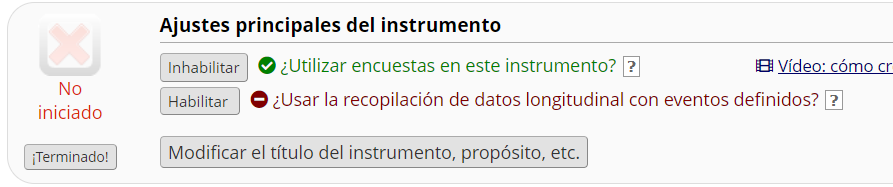 Ajustes principales del instrumento
No iniciado
Inhabilitar ¿Utilizar encuestas en este instrumento? ? Vídeo: cómo
Habilitar ¿Usar la recopilación de datos longitudinal con eventos definidos? ?
¡Terminado!
Modificar el título del instrumento, propósito, etc.